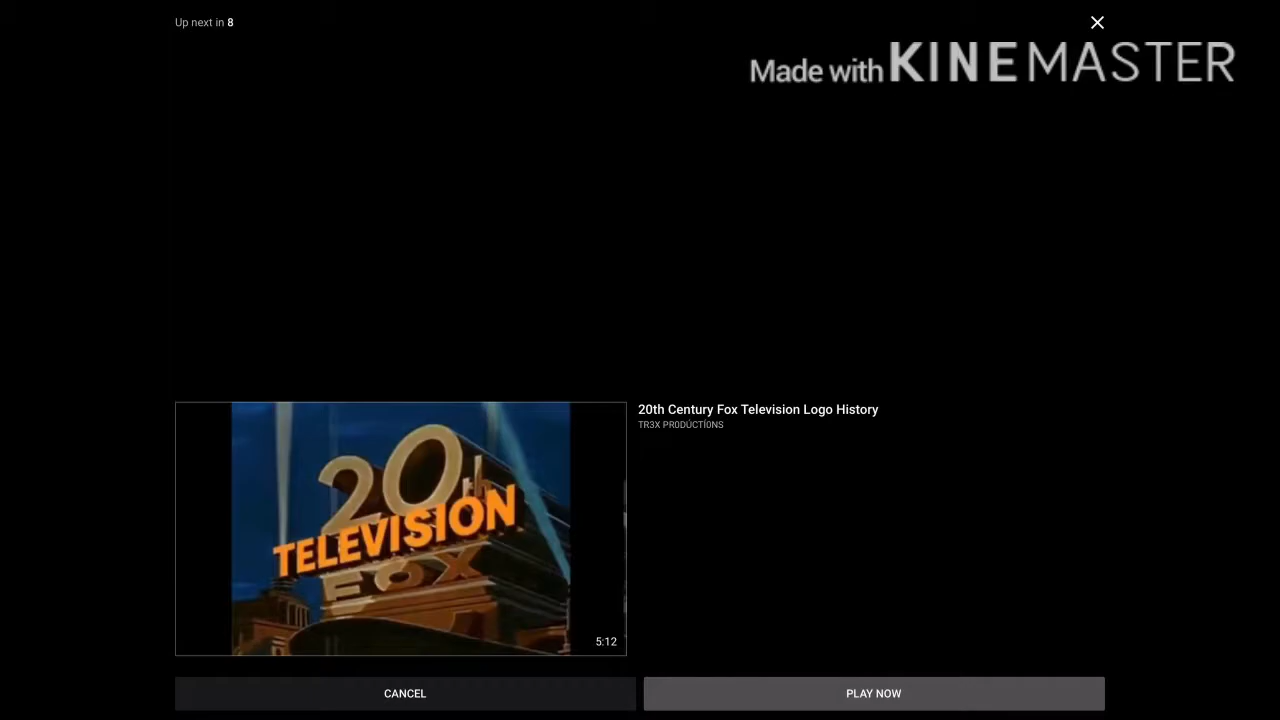 Up next in 8
Made with KINEMASTER
20th Century Fox Television Logo History
TR3X PR0DÚCTÍ0NS
20th
TELEVISION
FOX
5:12
CANCEL
PLAY NOW